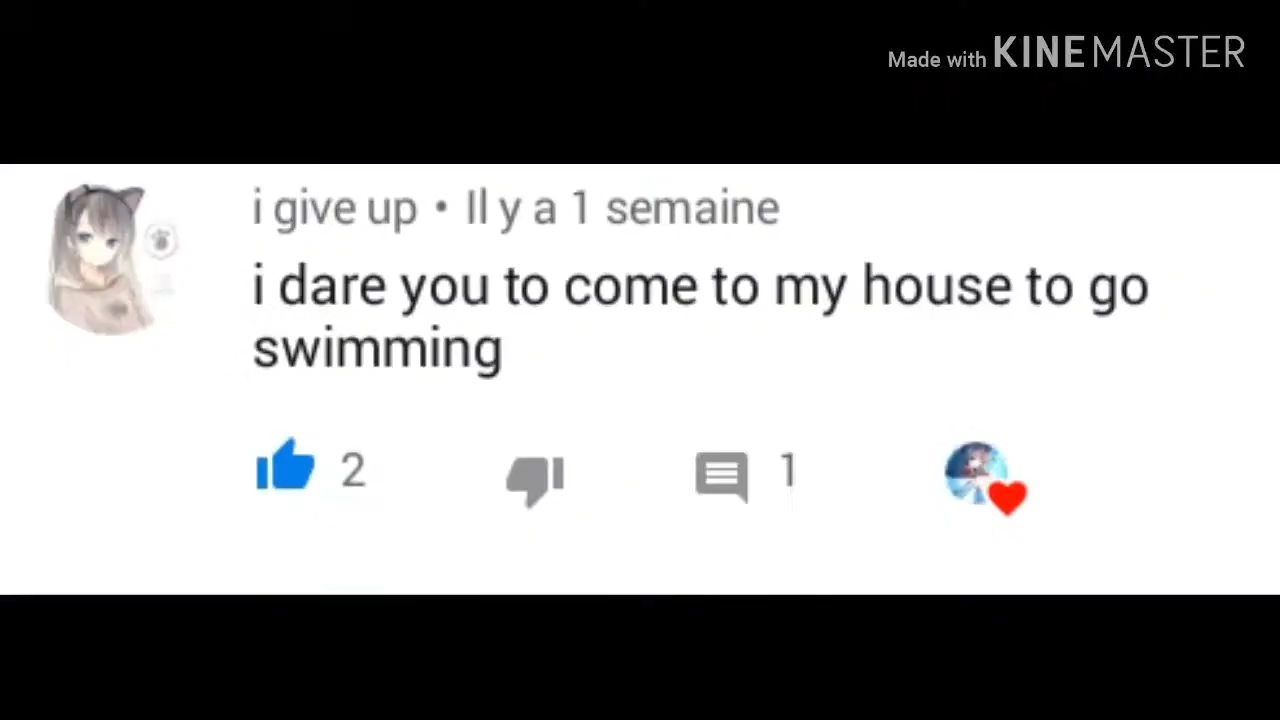 Made with KINEMASTER
i give up • Il y a 1 semaine
i dare you to come to my house to go
swimming
2
1